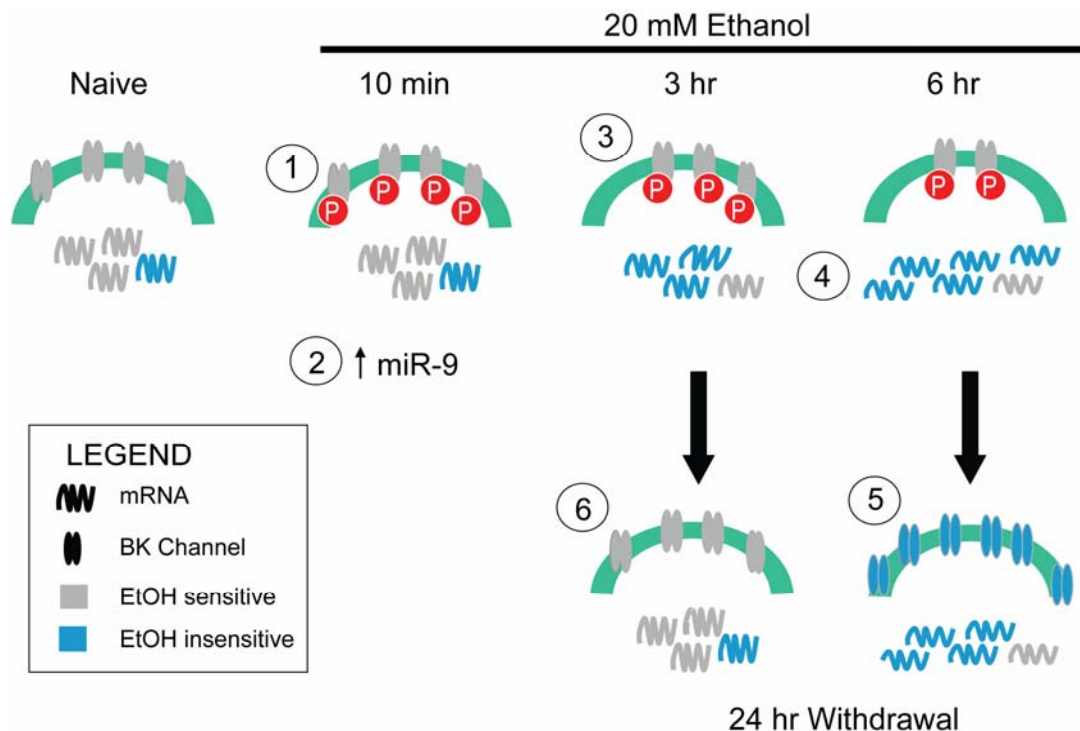 20 mM Ethanol
Naive
10 min
3 hr
6 hr
1
P P P P
3
P P P
P P
4
2 ↑ miR-9
LEGEND
mRNA
BK Channel
EtOH sensitive
EtOH insensitive
6
5
24 hr Withdrawal